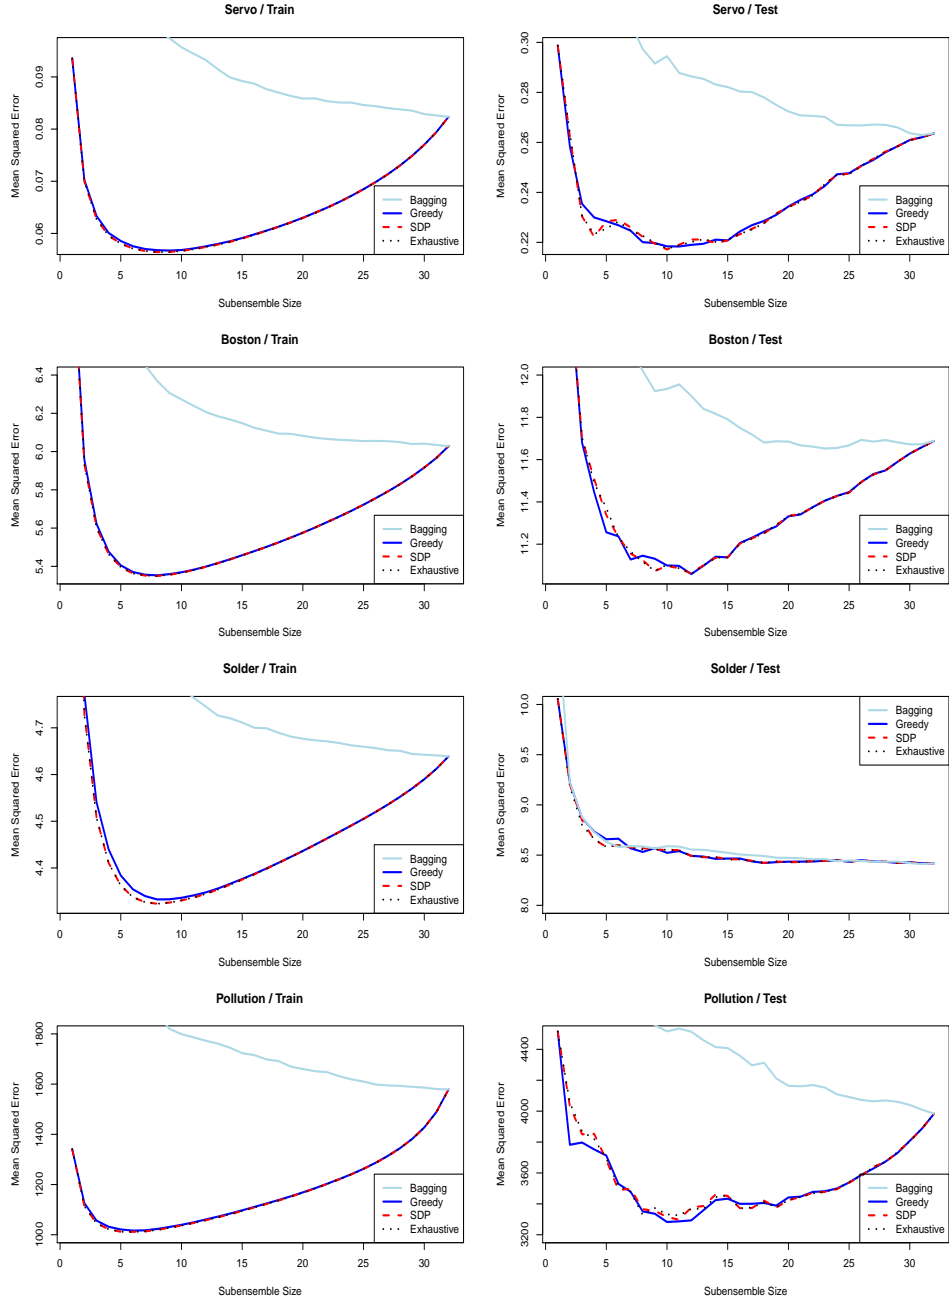 Servo / Train
Mean Squared Error
0.06 0.07 0.08 0.09
Bagging
Greedy
SDP
Exhaustive
0 5 10 15 20 25 30
Subensemble Size
Servo / Test
Mean Squared Error
0.22 0.24 0.26 0.28 0.30
Bagging
Greedy
SDP
Exhaustive
0 5 10 15 20 25 30
Subensemble Size
Boston / Train
Mean Squared Error
5.4 5.6 5.8 6.0 6.2 6.4
Bagging
Greedy
SDP
Exhaustive
0 5 10 15 20 25 30
Subensemble Size
Boston / Test
Mean Squared Error
11.2 11.6 11.8 12.0
Bagging
Greedy
SDP
Exhaustive
0 5 10 15 20 25 30
Subensemble Size
Solder / Train
Mean Squared Error
4.4 4.5 4.6 4.7
Bagging
Greedy
SDP
Exhaustive
0 5 10 15 20 25 30
Subensemble Size
Solder / Test
Mean Squared Error
8.0 8.5 9.0 9.5 10.0
Bagging
Greedy
SDP
Exhaustive
0 5 10 15 20 25 30
Subensemble Size
Pollution / Train
Mean Squared Error
1000 1200 1400 1600 1800
Bagging
Greedy
SDP
Exhaustive
0 5 10 15 20 25 30
Subensemble Size
Pollution / Test
Mean Squared Error
3200 3600 4000 4400
Bagging
Greedy
SDP
Exhaustive
0 5 10 15 20 25 30
Subensemble Size